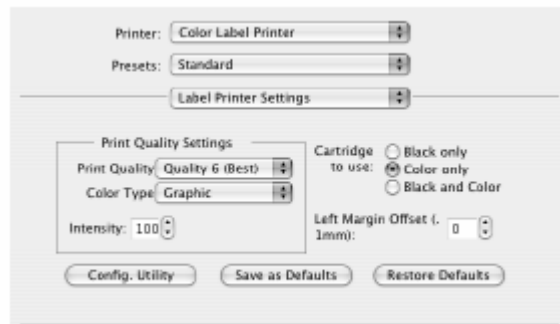 Printer: Color Label Printer
Presets: Standard
Label Printer Settings
Print Quality Settings
Print Quality Quality 6 (Best)
Color Type Graphic
Intensity: 100
Cartridge to use:
Black only
Color only
Black and Color
Left Margin Offset (.
1mm): 0
Config. Utility Save as Defaults Restore Defaults